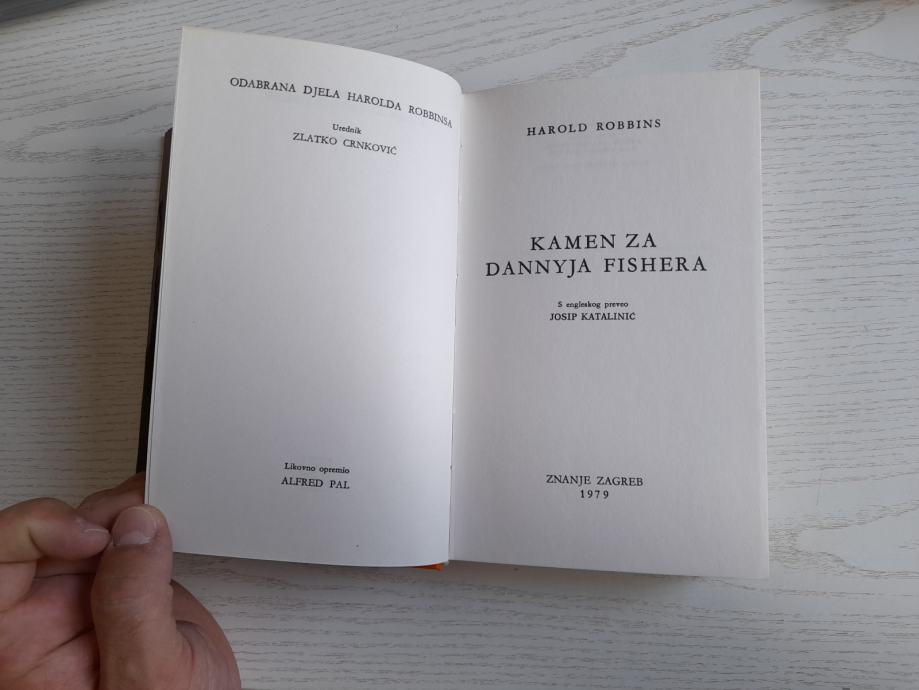 ODABRANA DJELA HAROLDA ROBBINSA
Urednik
ZLATKO CRNKOVIĆ
Likovno opremio
ALFRED PAL
HAROLD ROBBINS
KAMEN ZA
DANNYJA FISHERA
S engleskog preveo
JOSIP KATALINIĆ
ZNANJE ZAGREB
1979